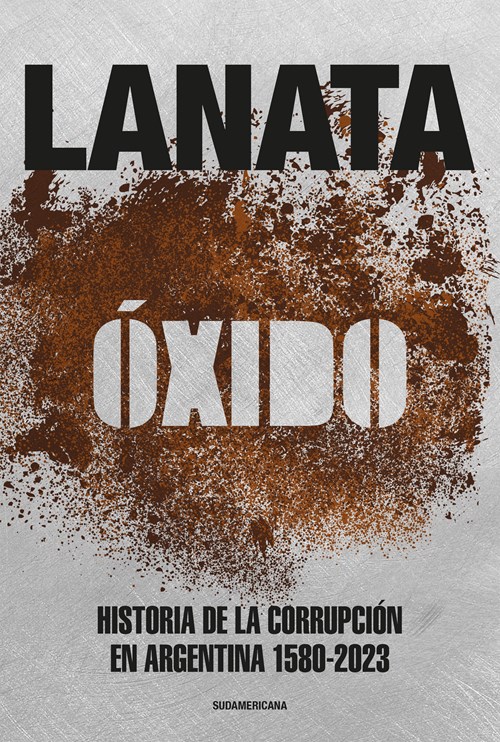 LANATA
ÓXIDO
HISTORIA DE LA CORRUPCIÓN
EN ARGENTINA 1580-2023
SUDAMERICANA